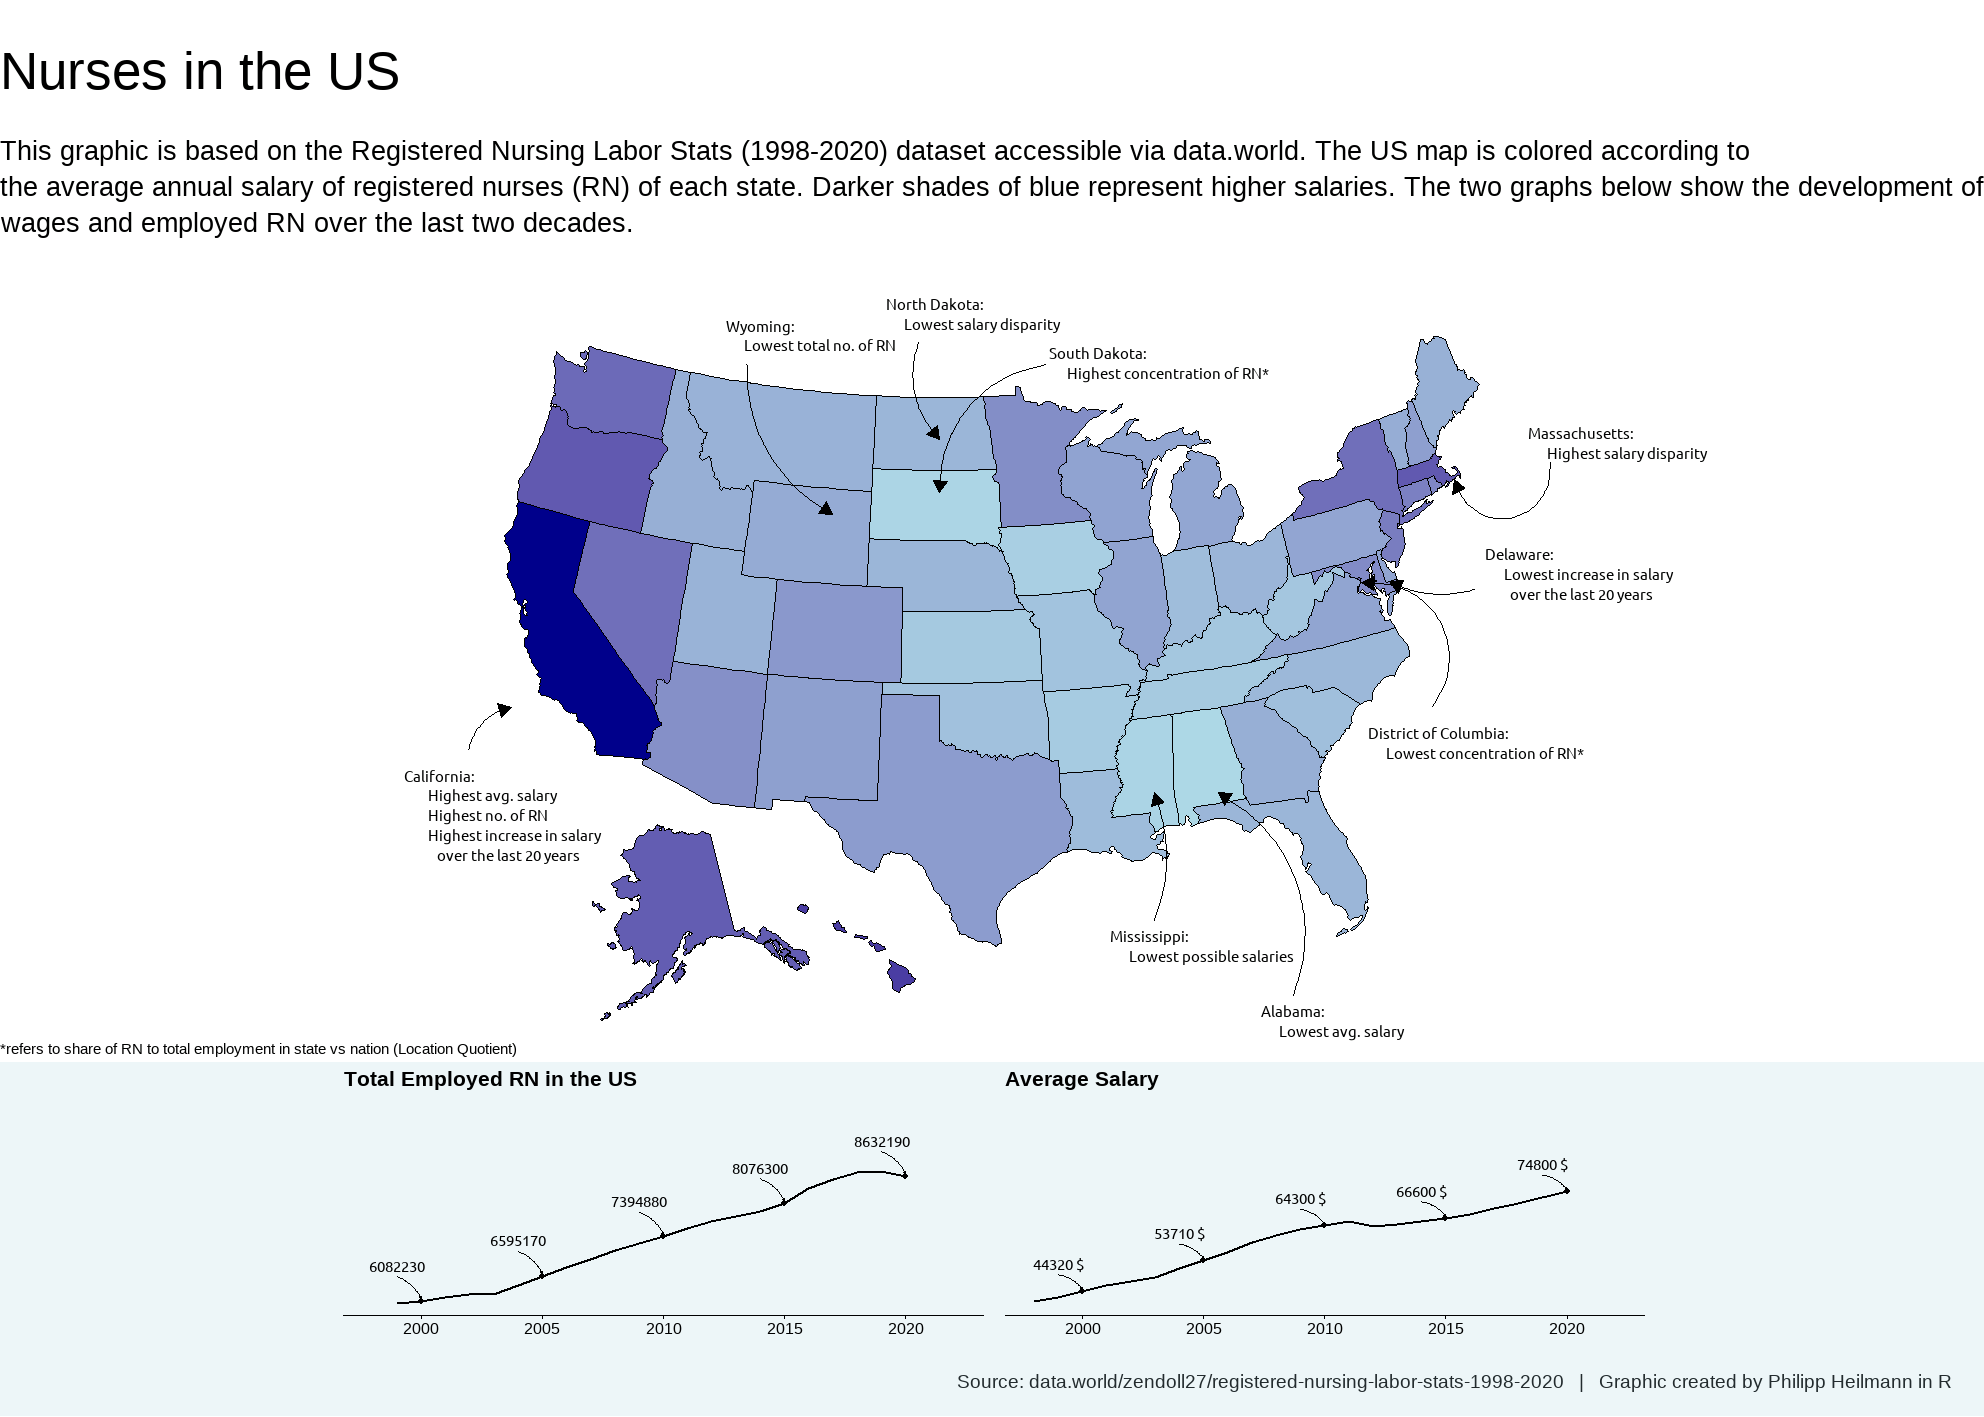 Nurses in the US
This graphic is based on the Registered Nursing Labor Stats (1998-2020) dataset accessible via data.world. The US map is colored according to
the average annual salary of registered nurses (RN) of each state. Darker shades of blue represent higher salaries. The two graphs below show the development of
wages and employed RN over the last two decades.
North Dakota:
Lowest salary disparity
Wyoming:
Lowest total no. of RN
South Dakota:
Highest concentration of RN*
Massachusetts:
Highest salary disparity
Delaware:
Lowest increase in salary
over the last 20 years
District of Columbia:
Lowest concentration of RN*
California:
Highest avg. salary
Highest no. of RN
Highest increase in salary
over the last 20 years
Mississippi:
Lowest possible salaries
Alabama:
Lowest avg. salary
*refers to share of RN to total employment in state vs nation (Location Quotient)
Total Employed RN in the US
6082230
6595170
7394880
8076300
8632190
2000
2005
2010
2015
2020
Average Salary
44320 $
53710 $
64300 $
66600 $
74800 $
2000
2005
2010
2015
2020
Source: data.world/zendoll27/registered-nursing-labor-stats-1998-2020 | Graphic created by Philipp Heilmann in R